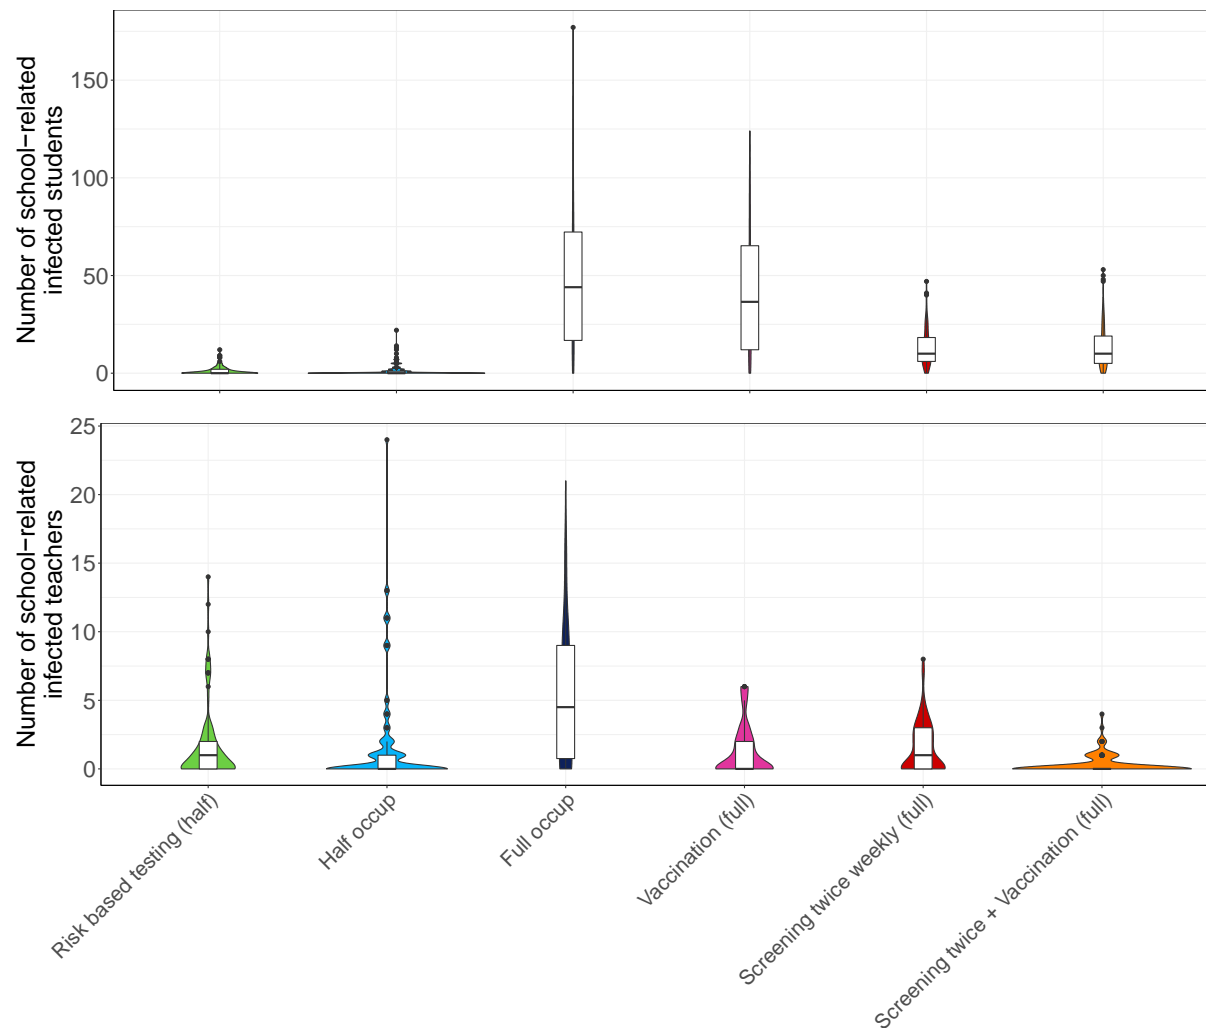 Number of school−related
infected students
150
100
50
0
Number of school−related
infected teachers
25
20
15
10
5
0
Risk based testing (half)
Half occup
Full occup
Vaccination (full)
Screening twice weekly (full)
Screening twice + Vaccination (full)